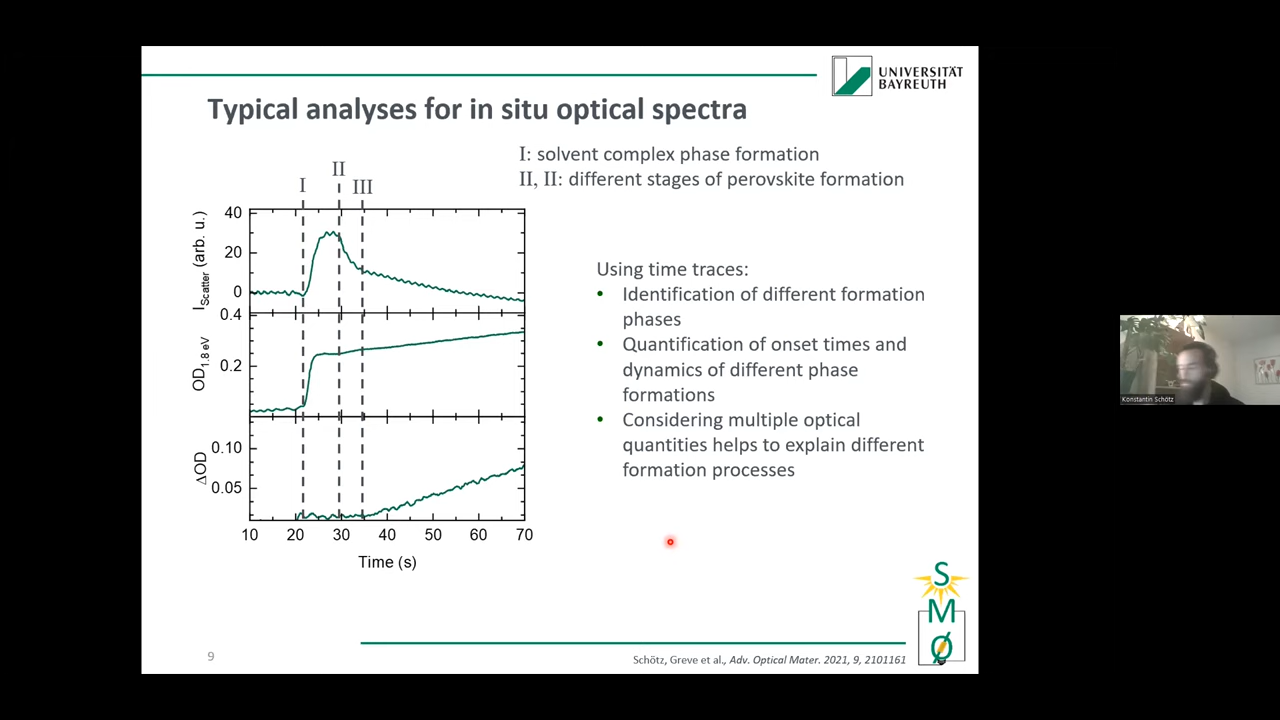 UNIVERSITÄT
BAYREUTH
Typical analyses for in situ optical spectra
I: solvent complex phase formation
II, II: different stages of perovskite formation
I
II
III
I_Scatter (arb. u.)
40
20
0
OD_1.8 eV
0.4
0.2
ΔOD
0.10
0.05
10 20 30 40 50 60 70
Time (s)
Using time traces:
• Identification of different formation
phases
• Quantification of onset times and
dynamics of different phase
formations
• Considering multiple optical
quantities helps to explain different
formation processes
Konstantin Schötz
S
M
Ø
9
Schötz, Greve et al., Adv. Optical Mater. 2021, 9, 2101161